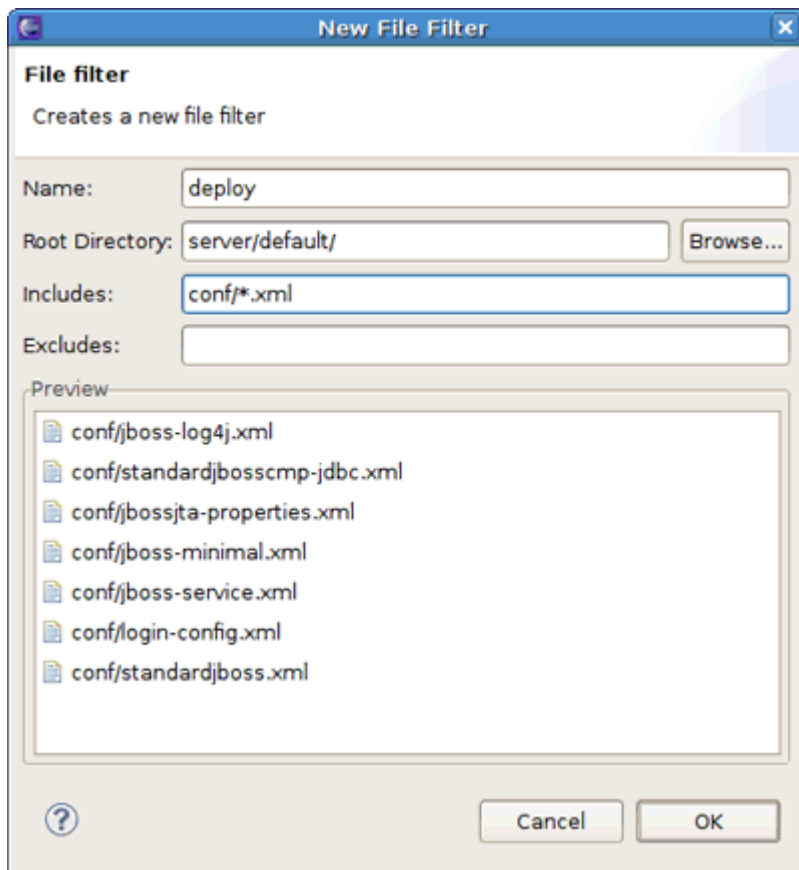 New File Filter
File filter
Creates a new file filter
Name: deploy
Root Directory: server/default/ Browse...
Includes: conf/*.xml
Excludes:
Preview
conf/jboss-log4j.xml
conf/standardjbosscmp-jdbc.xml
conf/jbossjta-properties.xml
conf/jboss-minimal.xml
conf/jboss-service.xml
conf/login-config.xml
conf/standardjboss.xml
? Cancel OK